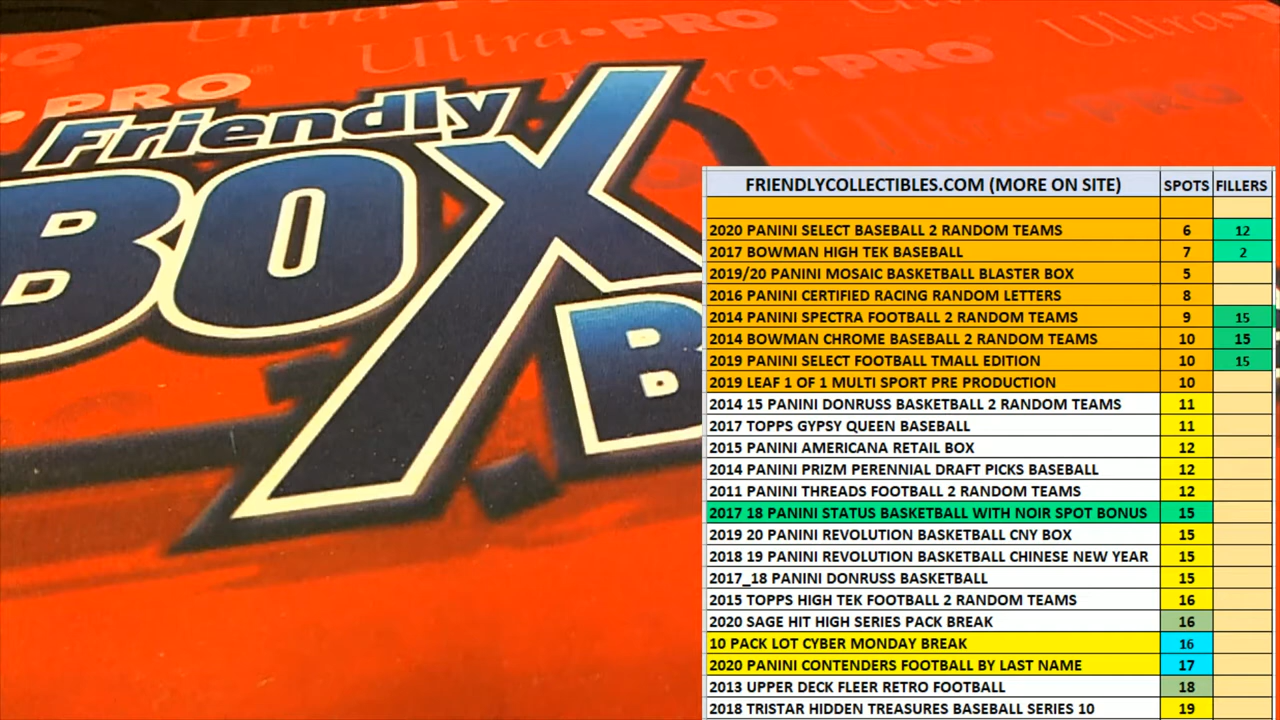 Ultra•PRO
Ultra•PRO
•PRO
Ultra•PRO
Friendly
BOX
B
FRIENDLYCOLLECTIBLES.COM (MORE ON SITE) SPOTS FILLERS
2020 PANINI SELECT BASEBALL 2 RANDOM TEAMS 6 12
2017 BOWMAN HIGH TEK BASEBALL 7 2
2019/20 PANINI MOSAIC BASKETBALL BLASTER BOX 5
2016 PANINI CERTIFIED RACING RANDOM LETTERS 8
2014 PANINI SPECTRA FOOTBALL 2 RANDOM TEAMS 9 15
2014 BOWMAN CHROME BASEBALL 2 RANDOM TEAMS 10 15
2019 PANINI SELECT FOOTBALL TMALL EDITION 10 15
2019 LEAF 1 OF 1 MULTI SPORT PRE PRODUCTION 10
2014 15 PANINI DONRUSS BASKETBALL 2 RANDOM TEAMS 11
2017 TOPPS GYPSY QUEEN BASEBALL 11
2015 PANINI AMERICANA RETAIL BOX 12
2014 PANINI PRIZM PERENNIAL DRAFT PICKS BASEBALL 12
2011 PANINI THREADS FOOTBALL 2 RANDOM TEAMS 12
2017 18 PANINI STATUS BASKETBALL WITH NOIR SPOT BONUS 15
2019 20 PANINI REVOLUTION BASKETBALL CNY BOX 15
2018 19 PANINI REVOLUTION BASKETBALL CHINESE NEW YEAR 15
2017_18 PANINI DONRUSS BASKETBALL 15
2015 TOPPS HIGH TEK FOOTBALL 2 RANDOM TEAMS 16
2020 SAGE HIT HIGH SERIES PACK BREAK 16
10 PACK LOT CYBER MONDAY BREAK 16
2020 PANINI CONTENDERS FOOTBALL BY LAST NAME 17
2013 UPPER DECK FLEER RETRO FOOTBALL 18
2018 TRISTAR HIDDEN TREASURES BASEBALL SERIES 10 19